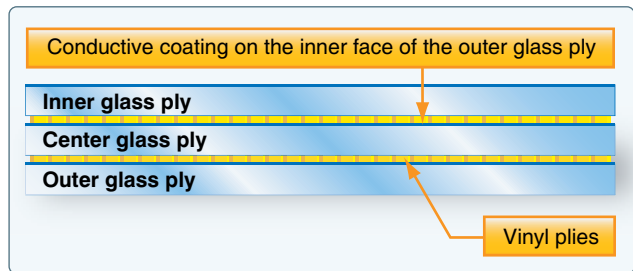 Conductive coating on the inner face of the outer glass ply
Inner glass ply
Center glass ply
Outer glass ply
Vinyl plies